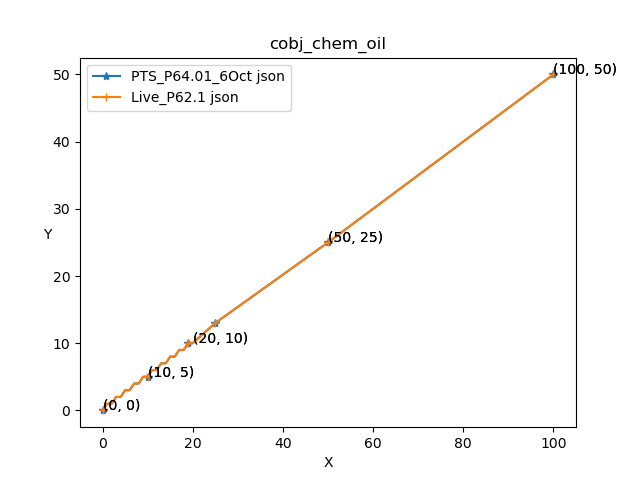 cobj_chem_oil
PTS_P64.01_6Oct json
Live_P62.1 json
(100, 50)
(50, 25)
(20, 10)
(10, 5)
(0, 0)
50
40
30
20
10
0
Y
0 20 40 60 80 100
X